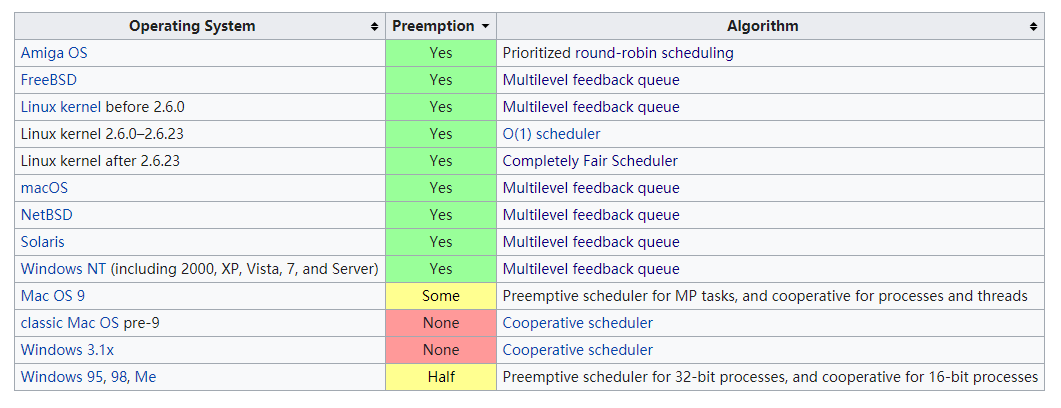 Operating System Preemption Algorithm
Amiga OS Yes Prioritized round-robin scheduling
FreeBSD Yes Multilevel feedback queue
Linux kernel before 2.6.0 Yes Multilevel feedback queue
Linux kernel 2.6.0–2.6.23 Yes O(1) scheduler
Linux kernel after 2.6.23 Yes Completely Fair Scheduler
macOS Yes Multilevel feedback queue
NetBSD Yes Multilevel feedback queue
Solaris Yes Multilevel feedback queue
Windows NT (including 2000, XP, Vista, 7, and Server) Yes Multilevel feedback queue
Mac OS 9 Some Preemptive scheduler for MP tasks, and cooperative for processes and threads
classic Mac OS pre-9 None Cooperative scheduler
Windows 3.1x None Cooperative scheduler
Windows 95, 98, Me Half Preemptive scheduler for 32-bit processes, and cooperative for 16-bit processes